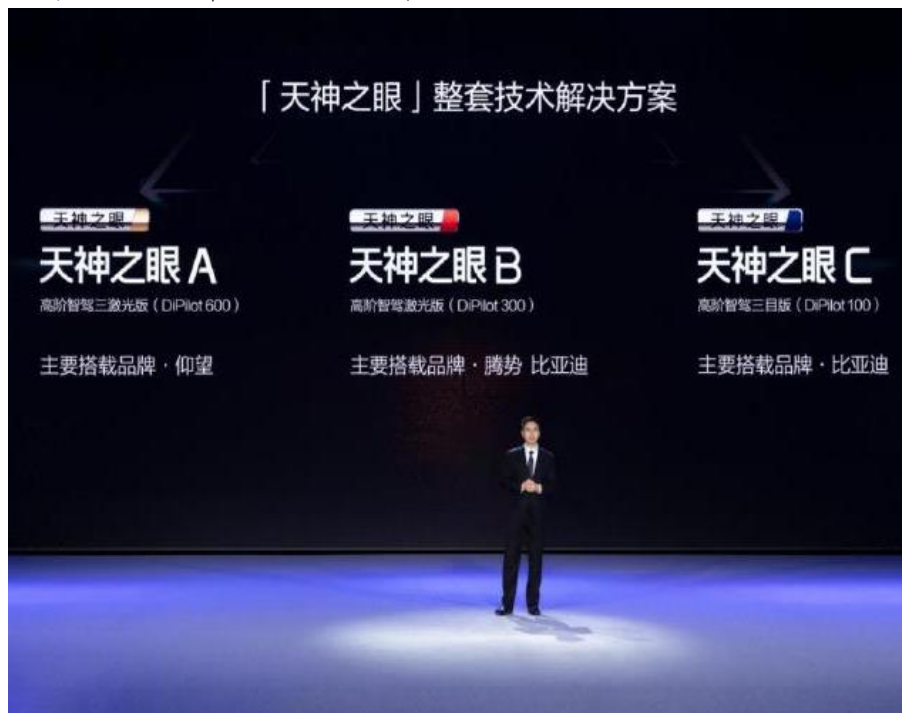 「天神之眼」整套技术解决方案
天神之眼
天神之眼 A
高阶智驾三激光版（DiPilot 600）
主要搭载品牌·仰望
天神之眼
天神之眼 B
高阶智驾激光版（DiPilot 300）
主要搭载品牌·腾势 比亚迪
天神之眼
天神之眼 C
高阶智驾三目版（DiPilot 100）
主要搭载品牌·比亚迪